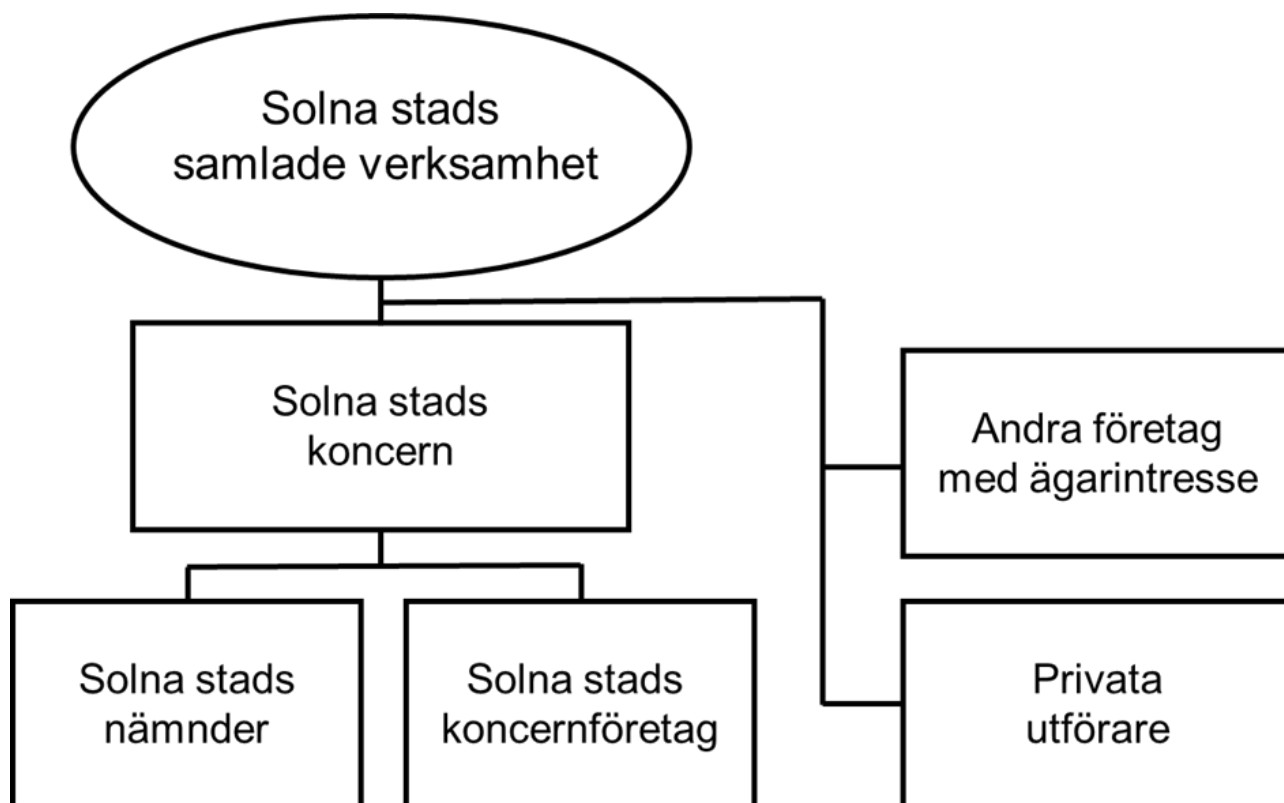 Solna stads
samlade verksamhet
Solna stads
koncern
Andra företag
med ägarintresse
Solna stads
nämnder
Solna stads
koncernföretag
Privata
utförare